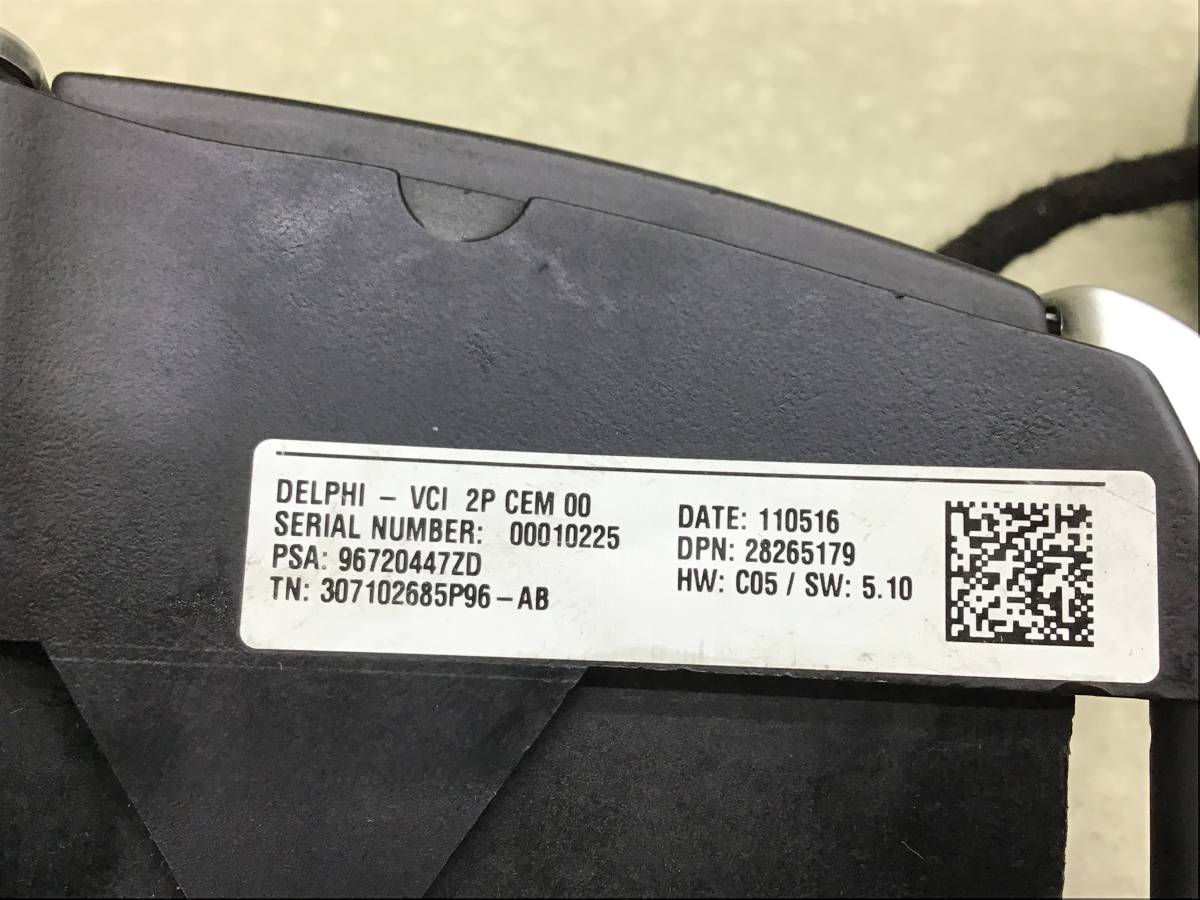 DELPHI - VCI 2P CEM 00
SERIAL NUMBER: 00010225
PSA: 96720447ZD
TN: 307102685P96-AB
DATE: 110516
DPN: 28265179
HW: C05 / SW: 5.10